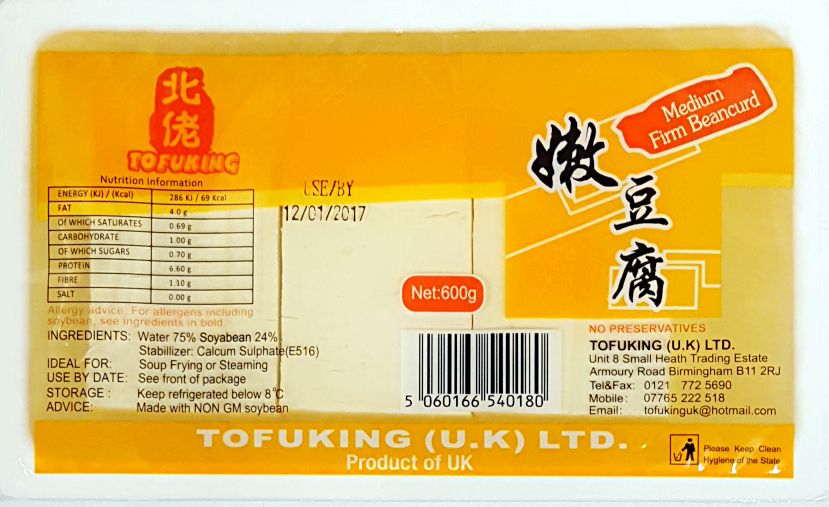 北
佬
TOFUKING
Nutrition Information
ENERGY (KJ) / (Kcal) 286 KJ / 69 Kcal
FAT 4.0 g
Of WHICH SATURATES 0.69 g
CARBOHYDRATE 1.00 g
OF WHICH SUGARS 0.70 g
PROTEIN 6.60 g
FIBRE 1.10 g
SALT 0.00 g
Allergy advice: For allergens including
soybean, see ingredients in bold
INGREDIENTS: Water 75% Soyabean 24%
Stabillizer: Calcum Sulphate(E516)
IDEAL FOR: Soup Frying or Steaming
USE BY DATE: See front of package
STORAGE : Keep refrigerated below 8°C
ADVICE: Made with NON GM soybean
USE/BY
12/01/2017
Net:600g
5 060166 540180
Medium
Firm Beancurd
嫩
豆
腐
NO PRESERVATIVES
TOFUKING (U.K) LTD.
Unit 8 Small Heath Trading Estate
Armoury Road Birmingham B11 2RJ
Tel&Fax: 0121 772 5690
Mobile: 07765 222 518
Email: tofukinguk@hotmail.com
TOFUKING (U.K) LTD.
Product of UK
Please Keep Clean
Hygiene of the State